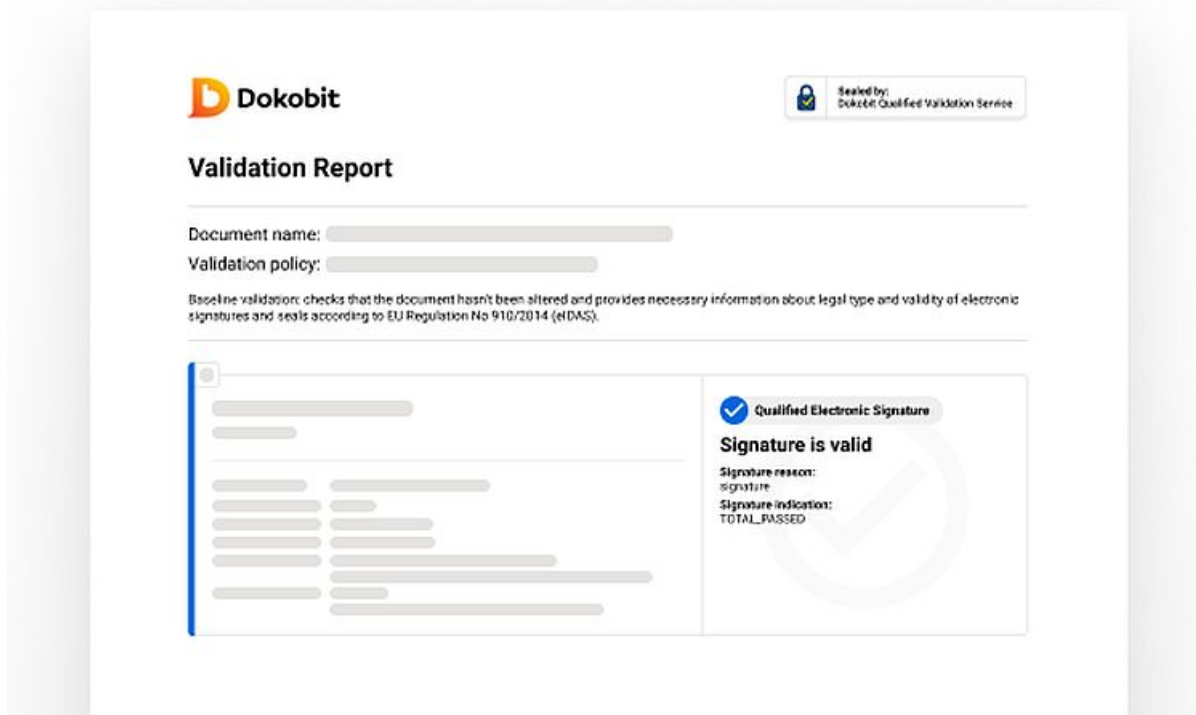 Dokobit
Sealed by:
Dokobit Qualified Validation Service
Validation Report
Document name:
Validation policy:
Baseline validation: checks that the document hasn't been altered and provides necessary information about legal type and validity of electronic
signatures and seals according to EU Regulation No 910/2014 (eIDAS).
Qualified Electronic Signature
Signature is valid
Signature reason:
signature
Signature indication:
TOTAL_PASSED